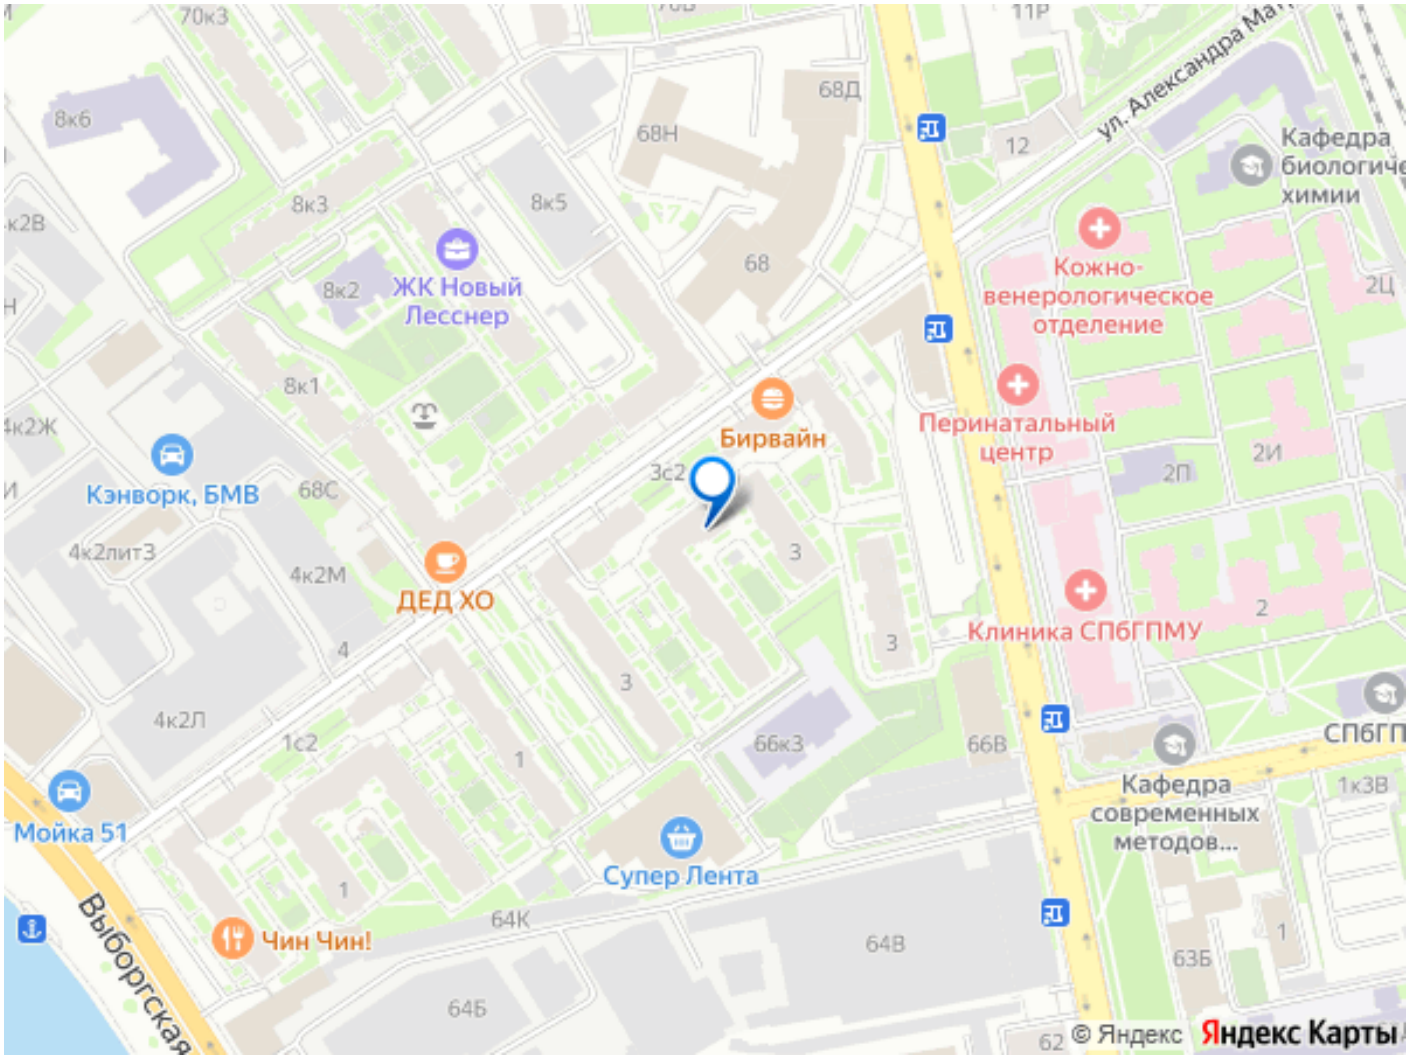 70к3
11Р
ул. Александра Мат
68Д
8к6
68Н
12
Кафедра
биологиче
химии
8к3
8к5
к2В
68
Кожно-
венерологическое
отделение
2Ц
8к2
ЖК Новый
Лесснер
Н
8к1
4к2Ж
Бирвайн
Перинатальный
центр
2И
2П
3с2
Кэнворк, БМВ
68С
И
4к2лит3
4к2М
3
ДЕД ХО
2
Клиника СПбГПМУ
3
4
3
4к2Л
1с2
1
66к3
66В
СПбГП
Кафедра
современных
методов...
1к3В
Мойка 51
Супер Лента
1
64К
Чин Чин!
64В
1
63Б
Выборгская
64Б
62
© Яндекс
Яндекс Карты